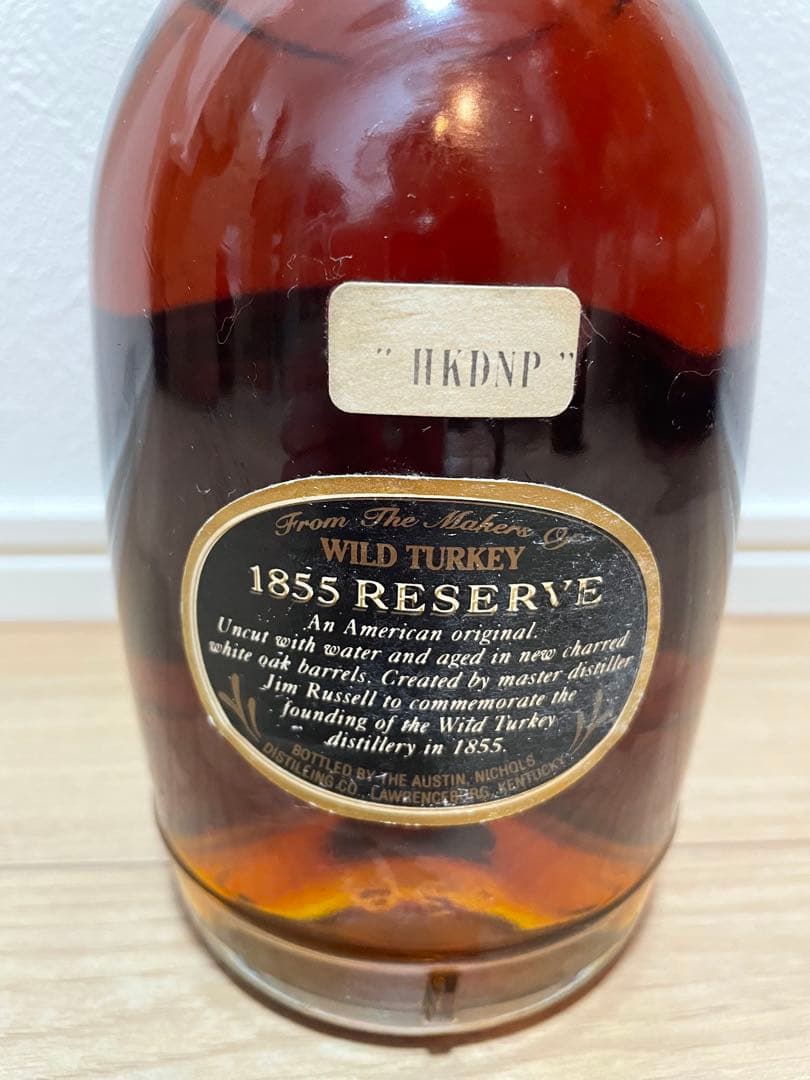 " HKDNP "
From The Makers Of
WILD TURKEY
1855 RESERVE
An American original.
Uncut with water and aged in new charred
white oak barrels. Created by master distiller
Jim Russell to commemorate the
founding of the Wild Turkey
distillery in 1855.
BOTTLED BY THE AUSTIN, NICHOLS
DISTILLING CO. LAWRENCEBURG, KENTUCKY